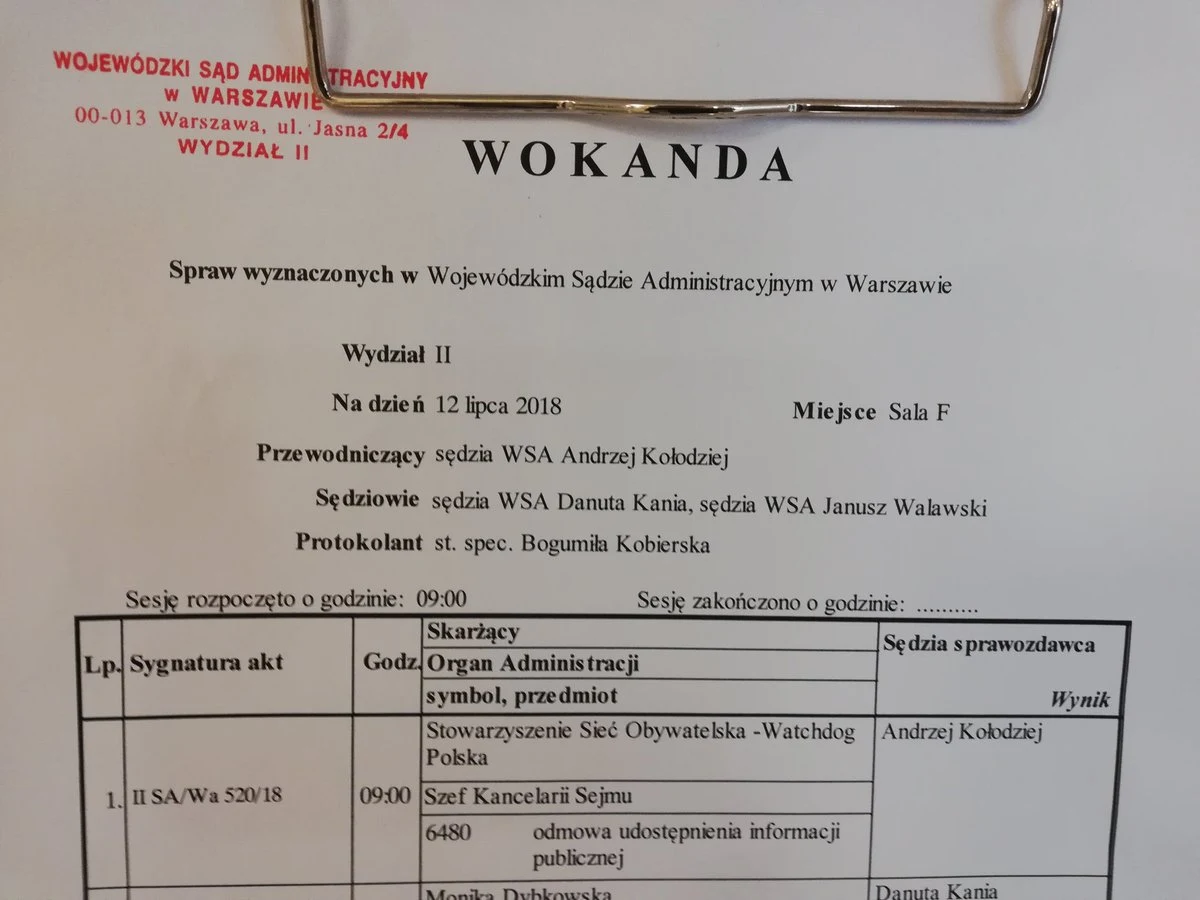 WOJEWÓDZKI SĄD ADMINISTRACYJNY
w WARSZAWIE
00-013 Warszawa, ul. Jasna 2/4
WYDZIAŁ II
WOKANDA
Spraw wyznaczonych w Wojewódzkim Sądzie Administracyjnym w Warszawie
Wydział II
Na dzień 12 lipca 2018 Miejsce Sala F
Przewodniczący sędzia WSA Andrzej Kołodziej
Sędziowie sędzia WSA Danuta Kania, sędzia WSA Janusz Walawski
Protokolant st. spec. Bogumiła Kobierska
Sesję rozpoczęto o godzinie: 09:00 Sesję zakończono o godzinie: ..........
Lp. Sygnatura akt Godz. Skarżący Sędzia sprawozdawca
Organ Administracji
symbol, przedmiot Wynik
Stowarzyszenie Sieć Obywatelska -Watchdog Andrzej Kołodziej
Polska
1. II SA/Wa 520/18 09:00 Szef Kancelarii Sejmu
6480 odmowa udostępnienia informacji
publicznej
Monika Dybkowska Danuta Kania